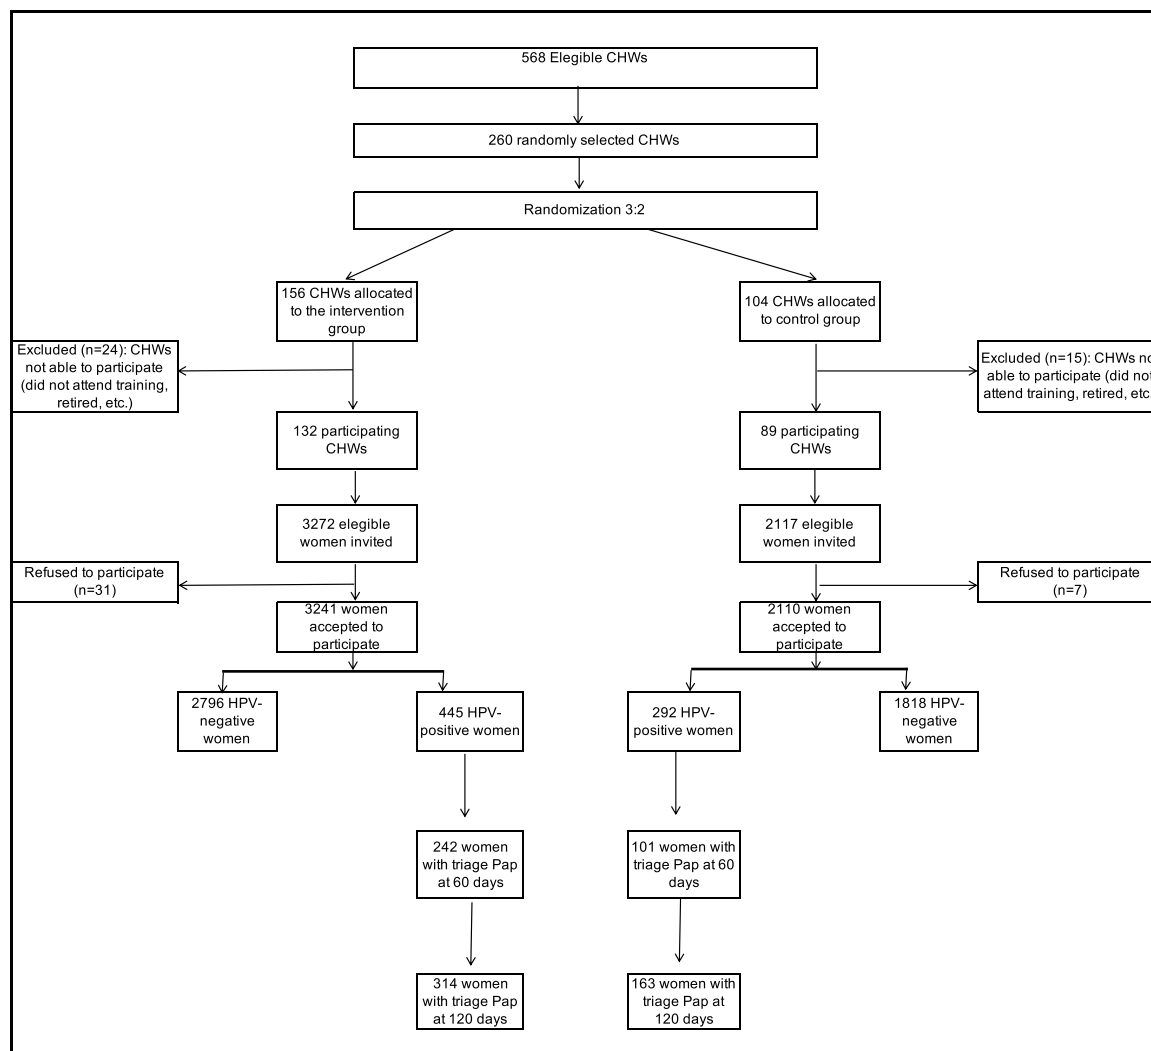 568 Elegible CHWs
260 randomly selected CHWs
Randomization 3:2
156 CHWs allocated
to the intervention
group
104 CHWs allocated
to control group
Excluded (n=24): CHWs
not able to participate
(did not attend training,
retired, etc.)
Excluded (n=15): CHWs no
able to participate (did not
attend training, retired, etc
132 participating
CHWs
89 participating
CHWs
3272 elegible
women invited
2117 elegible
women invited
Refused to participate
(n=31)
Refused to participate
(n=7)
3241 women
accepted to
participate
2110 women
accepted to
participate
2796 HPV-
negative
women
445 HPV-
positive women
292 HPV-
positive women
1818 HPV-
negative
women
242 women
with triage Pap
at 60 days
101 women with
triage Pap at 60
days
314 women
with triage Pap
at 120 days
163 women with
triage Pap at
120 days